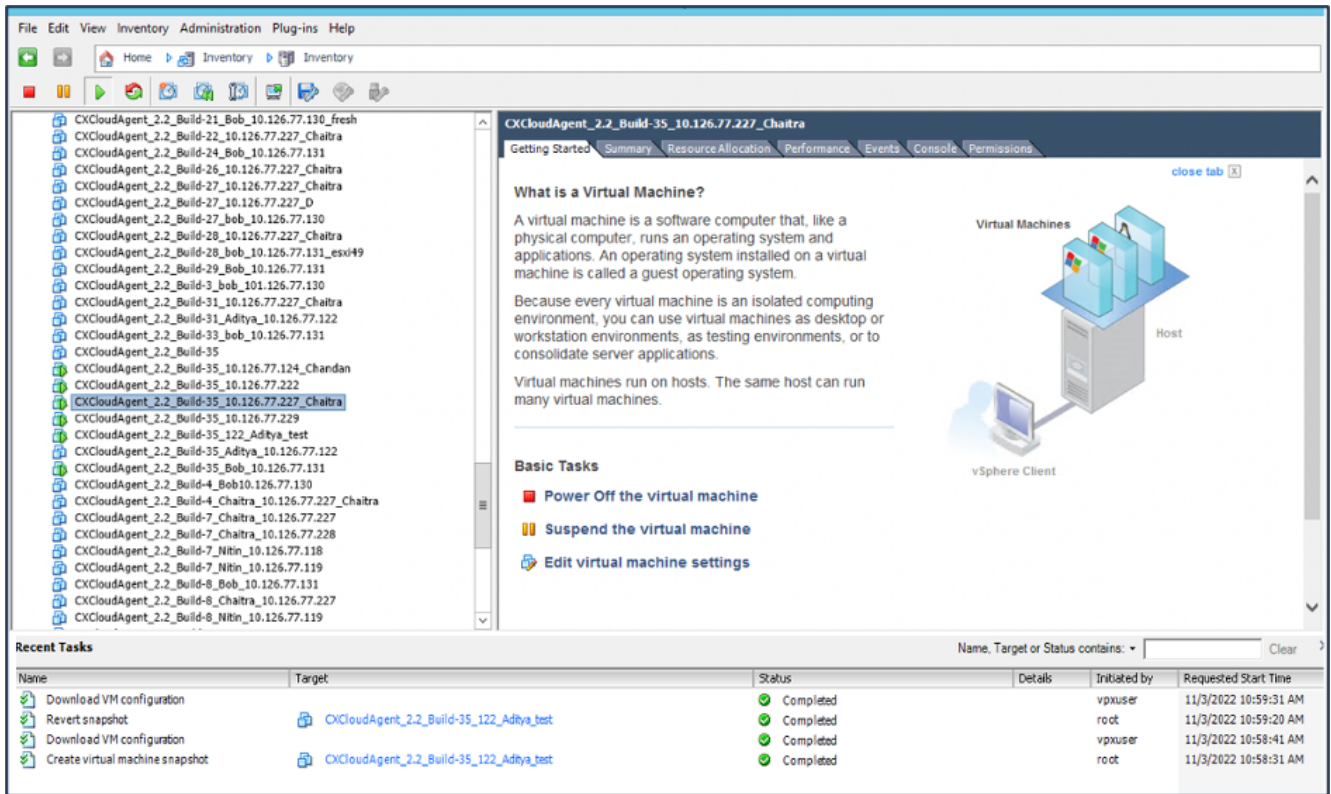 File Edit View Inventory Administration Plug-ins Help
Home Inventory Inventory
CXCloudAgent_2.2_Build-21_Bob_10.126.77.130_fresh
CXCloudAgent_2.2_Build-22_10.126.77.227_Chaitra
CXCloudAgent_2.2_Build-24_Bob_10.126.77.131
CXCloudAgent_2.2_Build-26_10.126.77.227_Chaitra
CXCloudAgent_2.2_Build-27_10.126.77.227_Chaitra
CXCloudAgent_2.2_Build-27_10.126.77.227_D
CXCloudAgent_2.2_Build-27_bob_10.126.77.130
CXCloudAgent_2.2_Build-28_10.126.77.227_Chaitra
CXCloudAgent_2.2_Build-28_bob_10.126.77.131_esxi49
CXCloudAgent_2.2_Build-29_Bob_10.126.77.131
CXCloudAgent_2.2_Build-3_bob_101.126.77.130
CXCloudAgent_2.2_Build-31_10.126.77.227_Chaitra
CXCloudAgent_2.2_Build-31_Aditya_10.126.77.122
CXCloudAgent_2.2_Build-33_bob_10.126.77.131
CXCloudAgent_2.2_Build-35
CXCloudAgent_2.2_Build-35_10.126.77.124_Chandan
CXCloudAgent_2.2_Build-35_10.126.77.222
CXCloudAgent_2.2_Build-35_10.126.77.227_Chaitra
CXCloudAgent_2.2_Build-35_10.126.77.229
CXCloudAgent_2.2_Build-35_122_Aditya_test
CXCloudAgent_2.2_Build-35_Aditya_10.126.77.122
CXCloudAgent_2.2_Build-35_Bob_10.126.77.131
CXCloudAgent_2.2_Build-4_Bob10.126.77.130
CXCloudAgent_2.2_Build-4_Chaitra_10.126.77.227_Chaitra
CXCloudAgent_2.2_Build-7_Chaitra_10.126.77.227
CXCloudAgent_2.2_Build-7_Chaitra_10.126.77.228
CXCloudAgent_2.2_Build-7_Nitin_10.126.77.118
CXCloudAgent_2.2_Build-7_Nitin_10.126.77.119
CXCloudAgent_2.2_Build-8_Bob_10.126.77.131
CXCloudAgent_2.2_Build-8_Chaitra_10.126.77.227
CXCloudAgent_2.2_Build-8_Nitin_10.126.77.119
CXCloudAgent_2.2_Build-35_10.126.77.227_Chaitra
Getting Started Summary Resource Allocation Performance Events Console Permissions
close tab X
What is a Virtual Machine?
A virtual machine is a software computer that, like a
physical computer, runs an operating system and
applications. An operating system installed on a virtual
machine is called a guest operating system.
Because every virtual machine is an isolated computing
environment, you can use virtual machines as desktop or
workstation environments, as testing environments, or to
consolidate server applications.
Virtual machines run on hosts. The same host can run
many virtual machines.
Basic Tasks
Power Off the virtual machine
Suspend the virtual machine
Edit virtual machine settings
Virtual Machines
Host
vSphere Client
Recent Tasks
Name, Target or Status contains: Clear
Name Target Status Details Initiated by Requested Start Time
Download VM configuration Completed vpxuser 11/3/2022 10:59:31 AM
Revert snapshot CXCloudAgent_2.2_Build-35_122_Aditya_test Completed root 11/3/2022 10:59:20 AM
Download VM configuration Completed vpxuser 11/3/2022 10:58:41 AM
Create virtual machine snapshot CXCloudAgent_2.2_Build-35_122_Aditya_test Completed root 11/3/2022 10:58:31 AM